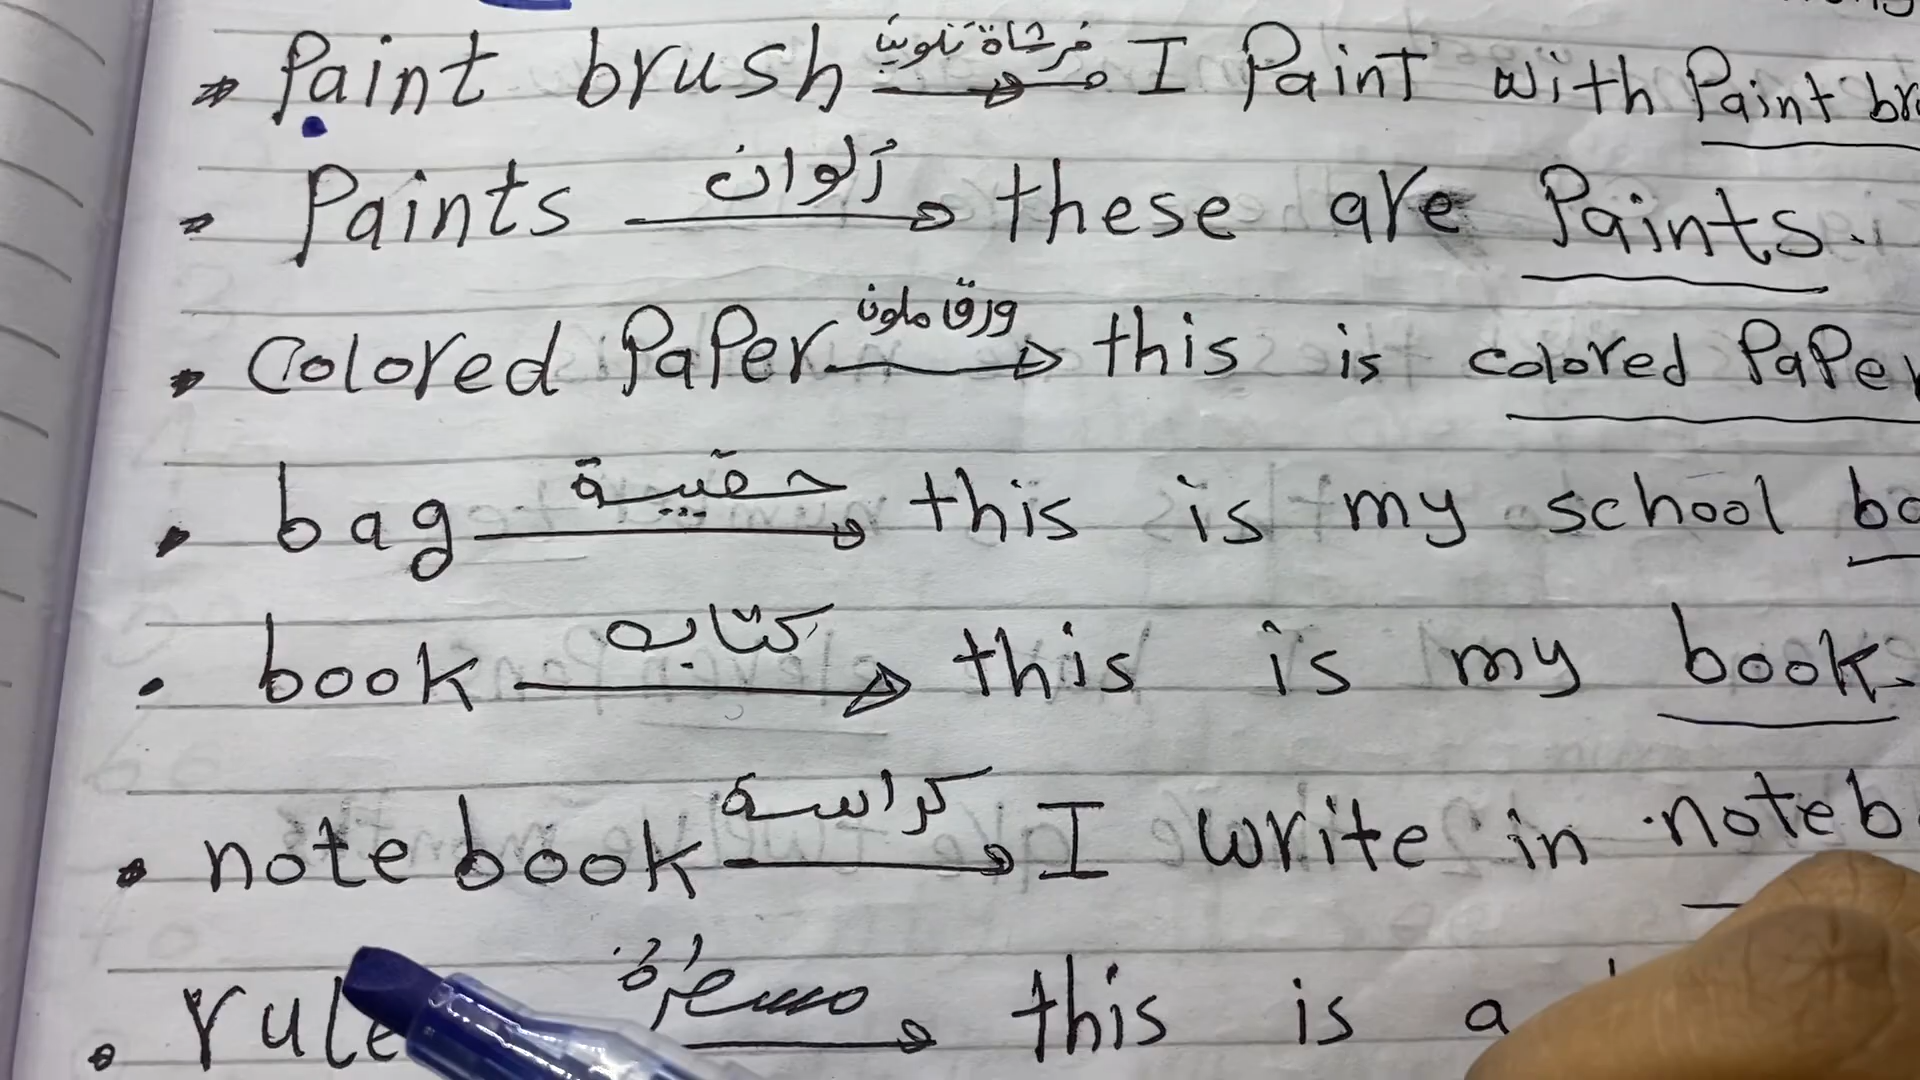 Paint brush فرشاة تلوين I Paint with Paint br
Paints ألوان these are Paints.
Colored PaPer ورق ملون this is colored PaPer
bag حقيبة this is my school ba
book كتاب this is my book.
note book كراسة I write in noteb
rule مسطرة this is a